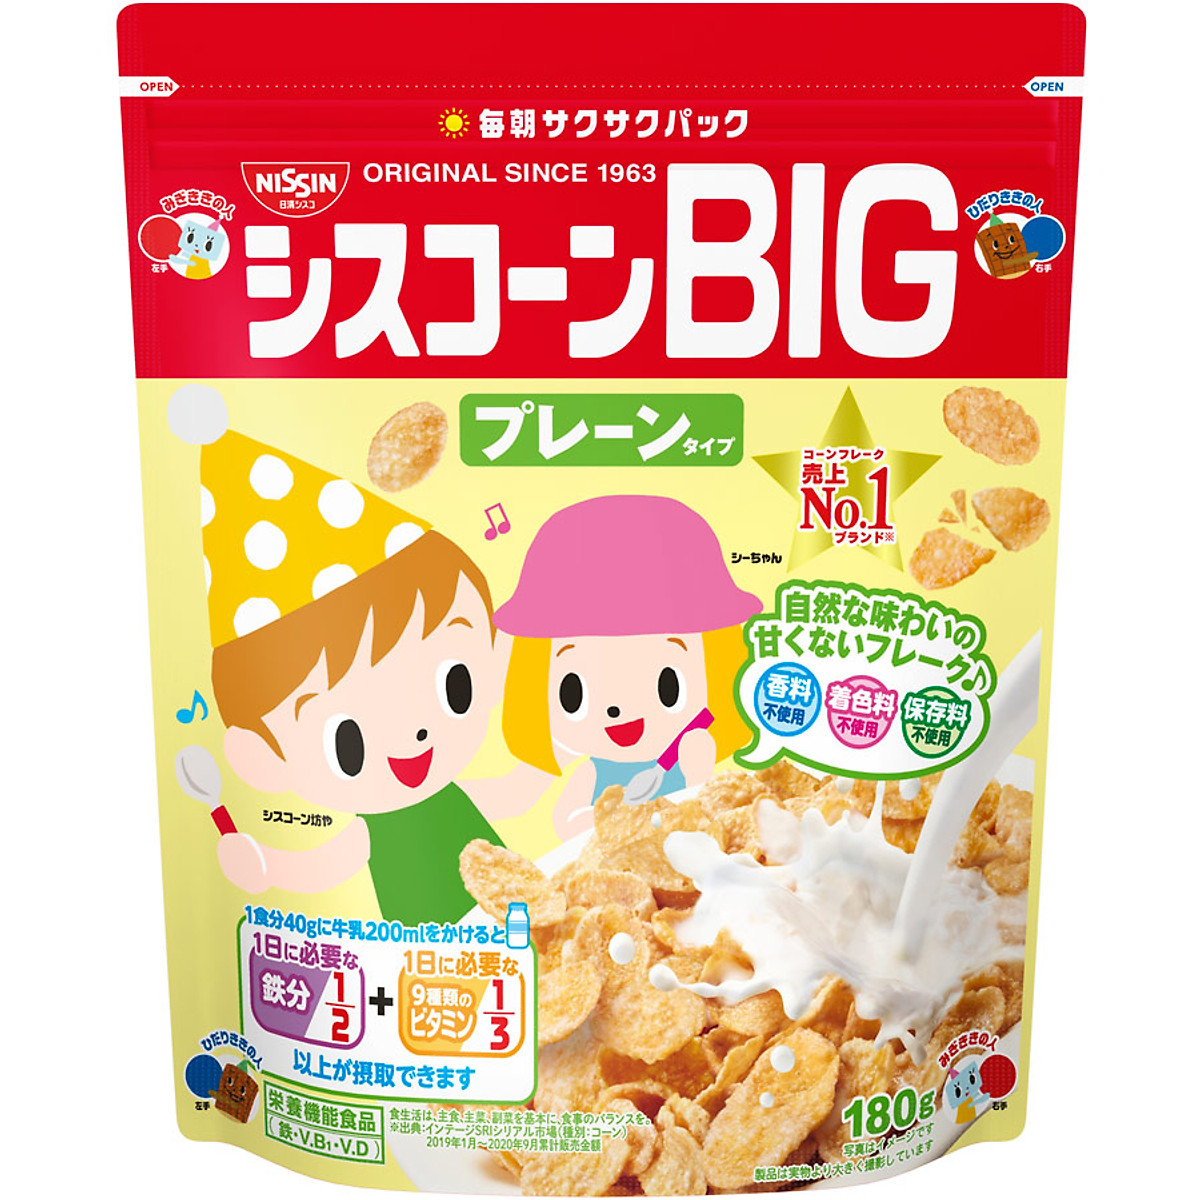 OPEN
OPEN
毎朝サクサクパック
NISSIN
日清シスコ
ORIGINAL SINCE 1963
シスコーンBIG
みぎききの人
左手
ひだりききの人
右手
プレーンタイプ
コーンフレーク
売上
No.1
ブランド※
シーちゃん
自然な味わいの
甘くないフレーク♪
香料
不使用
着色料
不使用
保存料
不使用
シスコーン坊や
1食分40gに牛乳200mlをかけると
1日に必要な
鉄分 1/2
+
1日に必要な
9種類の
ビタミン 1/3
以上が摂取できます
ひだりききの人
左手
みぎききの人
右手
栄養機能食品
(鉄・V.B1・V.D)
食生活は、主食、主菜、副菜を基本に、食事のバランスを。
※出典:インテージSRIシリアル市場(種別:コーン)
2019年1月〜2020年9月累計販売金額
180g
写真はイメージです
製品は実物より大きく撮影しています